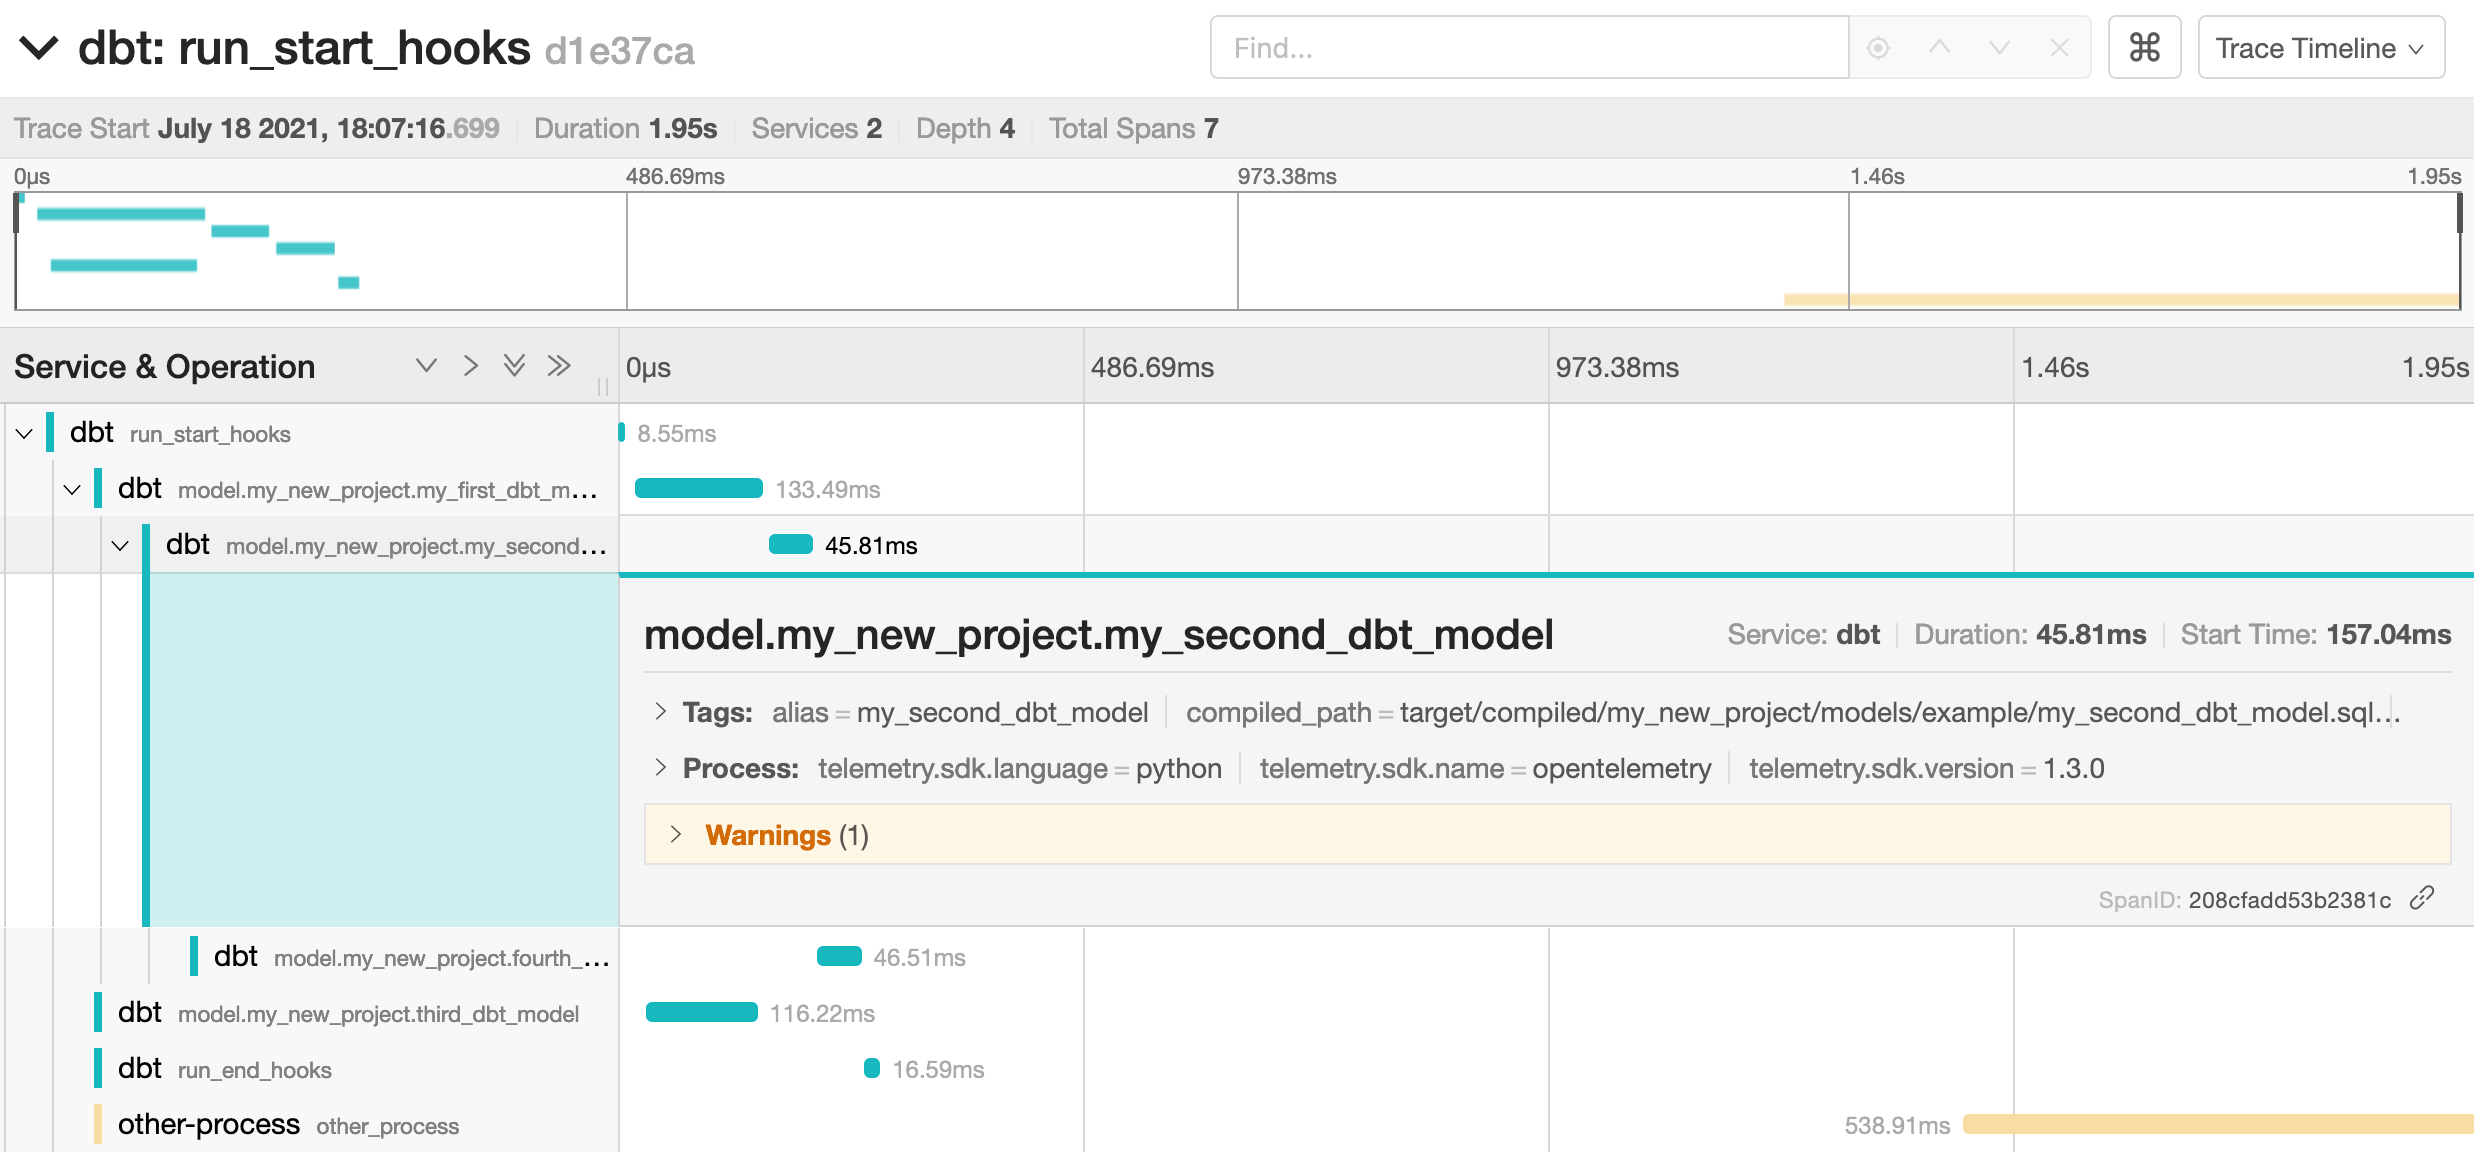 dbt: run_start_hooks d1e37ca
Find...
Trace Timeline
Trace Start July 18 2021, 18:07:16.699 Duration 1.95s Services 2 Depth 4 Total Spans 7
0μs 486.69ms 973.38ms 1.46s 1.95s
Service & Operation 0μs 486.69ms 973.38ms 1.46s 1.95s
dbt run_start_hooks 8.55ms
dbt model.my_new_project.my_first_dbt_m... 133.49ms
dbt model.my_new_project.my_second... 45.81ms
model.my_new_project.my_second_dbt_model Service: dbt Duration: 45.81ms Start Time: 157.04ms
Tags: alias = my_second_dbt_model compiled_path = target/compiled/my_new_project/models/example/my_second_dbt_model.sql...
Process: telemetry.sdk.language = python telemetry.sdk.name = opentelemetry telemetry.sdk.version = 1.3.0
Warnings (1)
SpanID: 208cfadd53b2381c
dbt model.my_new_project.fourth_... 46.51ms
dbt model.my_new_project.third_dbt_model 116.22ms
dbt run_end_hooks 16.59ms
other-process other_process 538.91ms